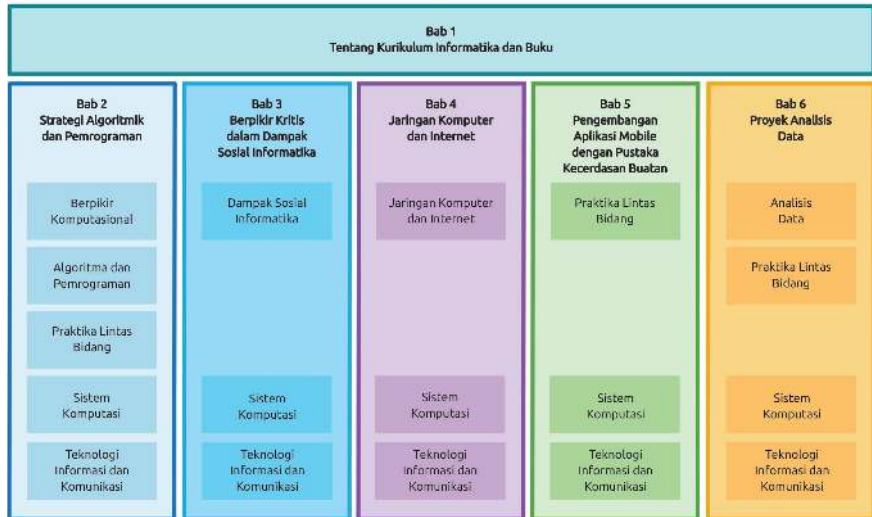 Bab 1
Tentang Kurikulum Informatika dan Buku
Bab 2
Strategi Algoritmik
dan Pemrograman
Berpikir
Komputasional
Algoritma dan
Pemrograman
Praktika Lintas
Bidang
Sistem
Komputasi
Teknologi
Informasi dan
Komunikasi
Bab 3
Berpikir Kritis
dalam Dampak
Sosial Informatika
Dampak Sosial
Informatika
Sistem
Komputasi
Teknologi
Informasi dan
Komunikasi
Bab 4
Jaringan Komputer
dan Internet
Jaringan Komputer
dan Internet
Sistem
Komputasi
Teknologi
Informasi dan
Komunikasi
Bab 5
Pengembangan
Aplikasi Mobile
dengan Pustaka
Kecerdasan Buatan
Praktika Lintas
Bidang
Sistem
Komputasi
Teknologi
Informasi dan
Komunikasi
Bab 6
Proyek Analisis
Data
Analisis
Data
Praktika Lintas
Bidang
Sistem
Komputasi
Teknologi
Informasi dan
Komunikasi